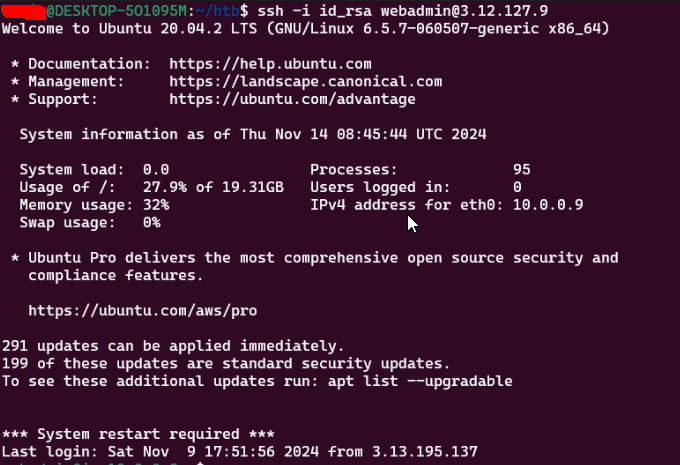 @DESKTOP-501095M:~/htb$ ssh -i id_rsa webadmin@3.12.127.9
Welcome to Ubuntu 20.04.2 LTS (GNU/Linux 6.5.7-060507-generic x86_64)
* Documentation: https://help.ubuntu.com
* Management: https://landscape.canonical.com
* Support: https://ubuntu.com/advantage
System information as of Thu Nov 14 08:45:44 UTC 2024
System load: 0.0 Processes: 95
Usage of /: 27.9% of 19.31GB Users logged in: 0
Memory usage: 32% IPv4 address for eth0: 10.0.0.9
Swap usage: 0%
* Ubuntu Pro delivers the most comprehensive open source security and
compliance features.
https://ubuntu.com/aws/pro
291 updates can be applied immediately.
199 of these updates are standard security updates.
To see these additional updates run: apt list --upgradable
*** System restart required ***
Last login: Sat Nov 9 17:51:56 2024 from 3.13.195.137